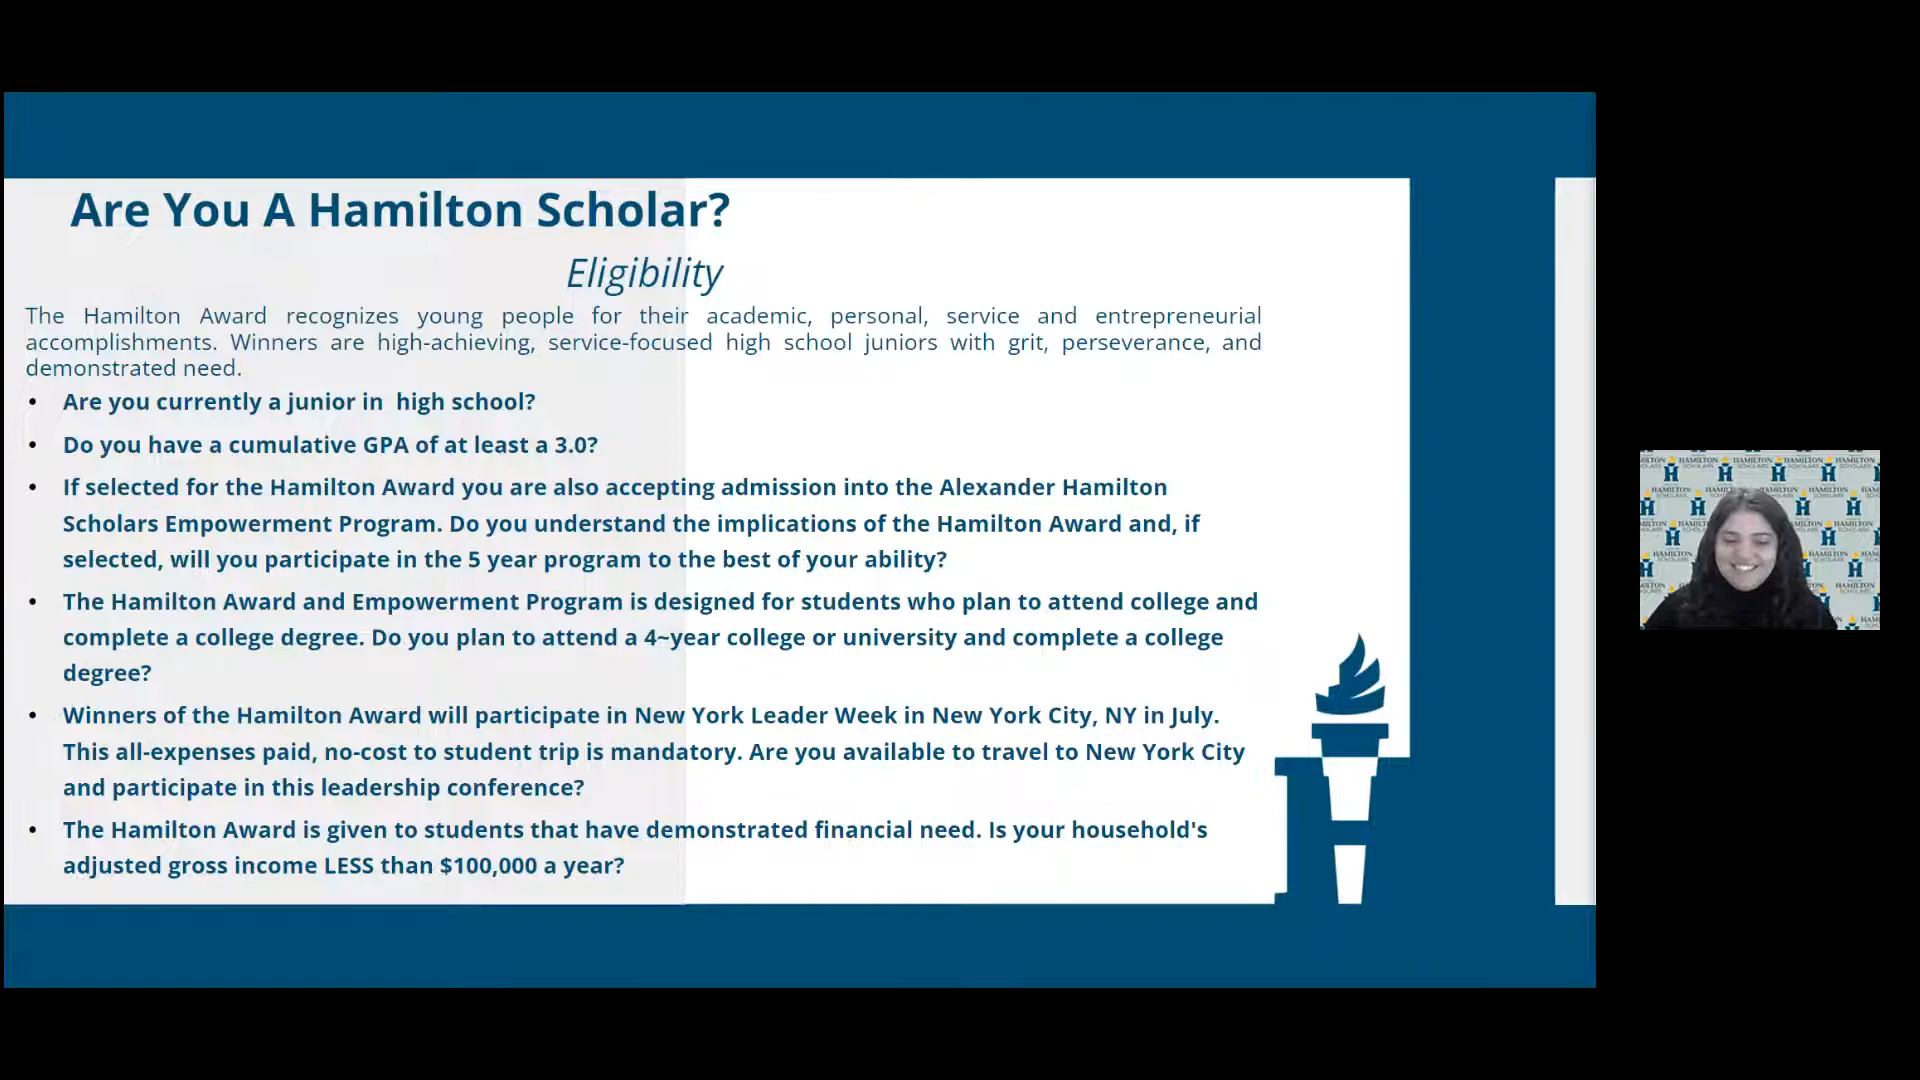 Are You A Hamilton Scholar?
Eligibility
The Hamilton Award recognizes young people for their academic, personal, service and entrepreneurial
accomplishments. Winners are high-achieving, service-focused high school juniors with grit, perseverance, and
demonstrated need.
• Are you currently a junior in high school?
• Do you have a cumulative GPA of at least a 3.0?
• If selected for the Hamilton Award you are also accepting admission into the Alexander Hamilton
Scholars Empowerment Program. Do you understand the implications of the Hamilton Award and, if
selected, will you participate in the 5 year program to the best of your ability?
• The Hamilton Award and Empowerment Program is designed for students who plan to attend college and
complete a college degree. Do you plan to attend a 4~year college or university and complete a college
degree?
• Winners of the Hamilton Award will participate in New York Leader Week in New York City, NY in July.
This all-expenses paid, no-cost to student trip is mandatory. Are you available to travel to New York City
and participate in this leadership conference?
• The Hamilton Award is given to students that have demonstrated financial need. Is your household's
adjusted gross income LESS than $100,000 a year?
HAMILTON
SCHOLARS